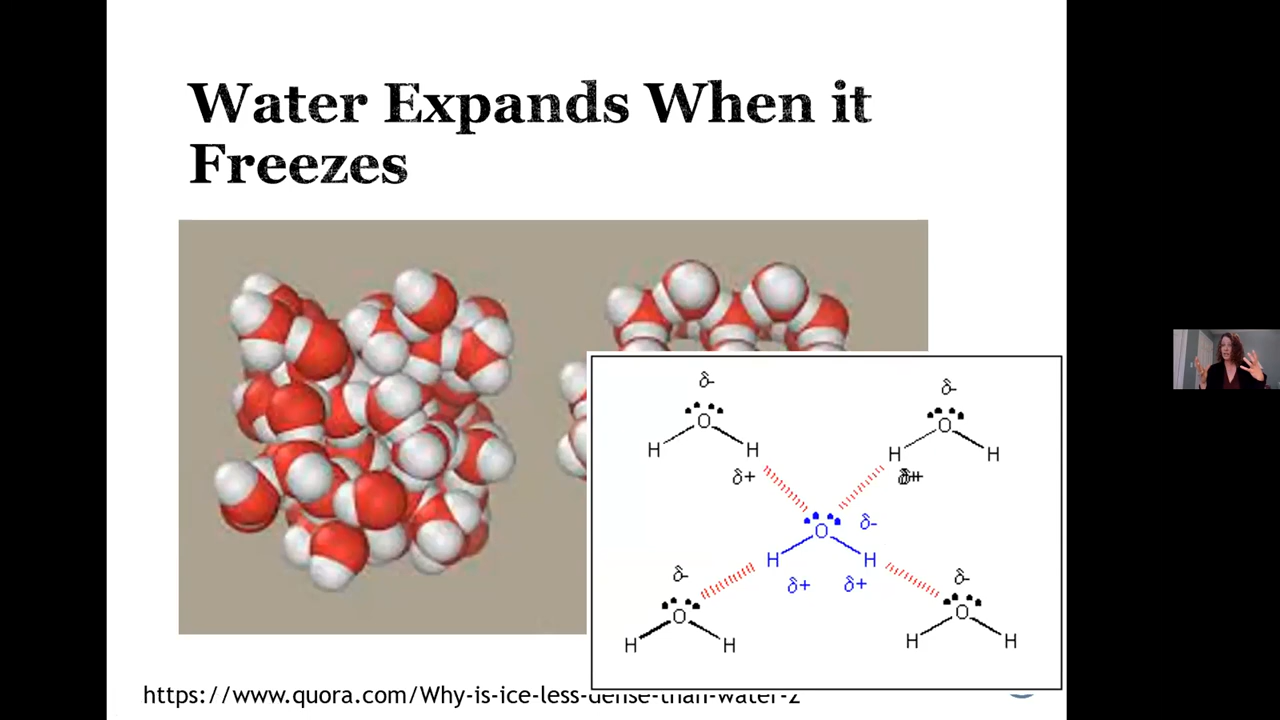 Water Expands When it
Freezes
δ- δ-
O O
H H H H
δ+ δ+
O δ-
H H
δ- δ+ δ+ δ-
O O
H H H H
https://www.quora.com/Why-is-ice-less-dense-than-water-2